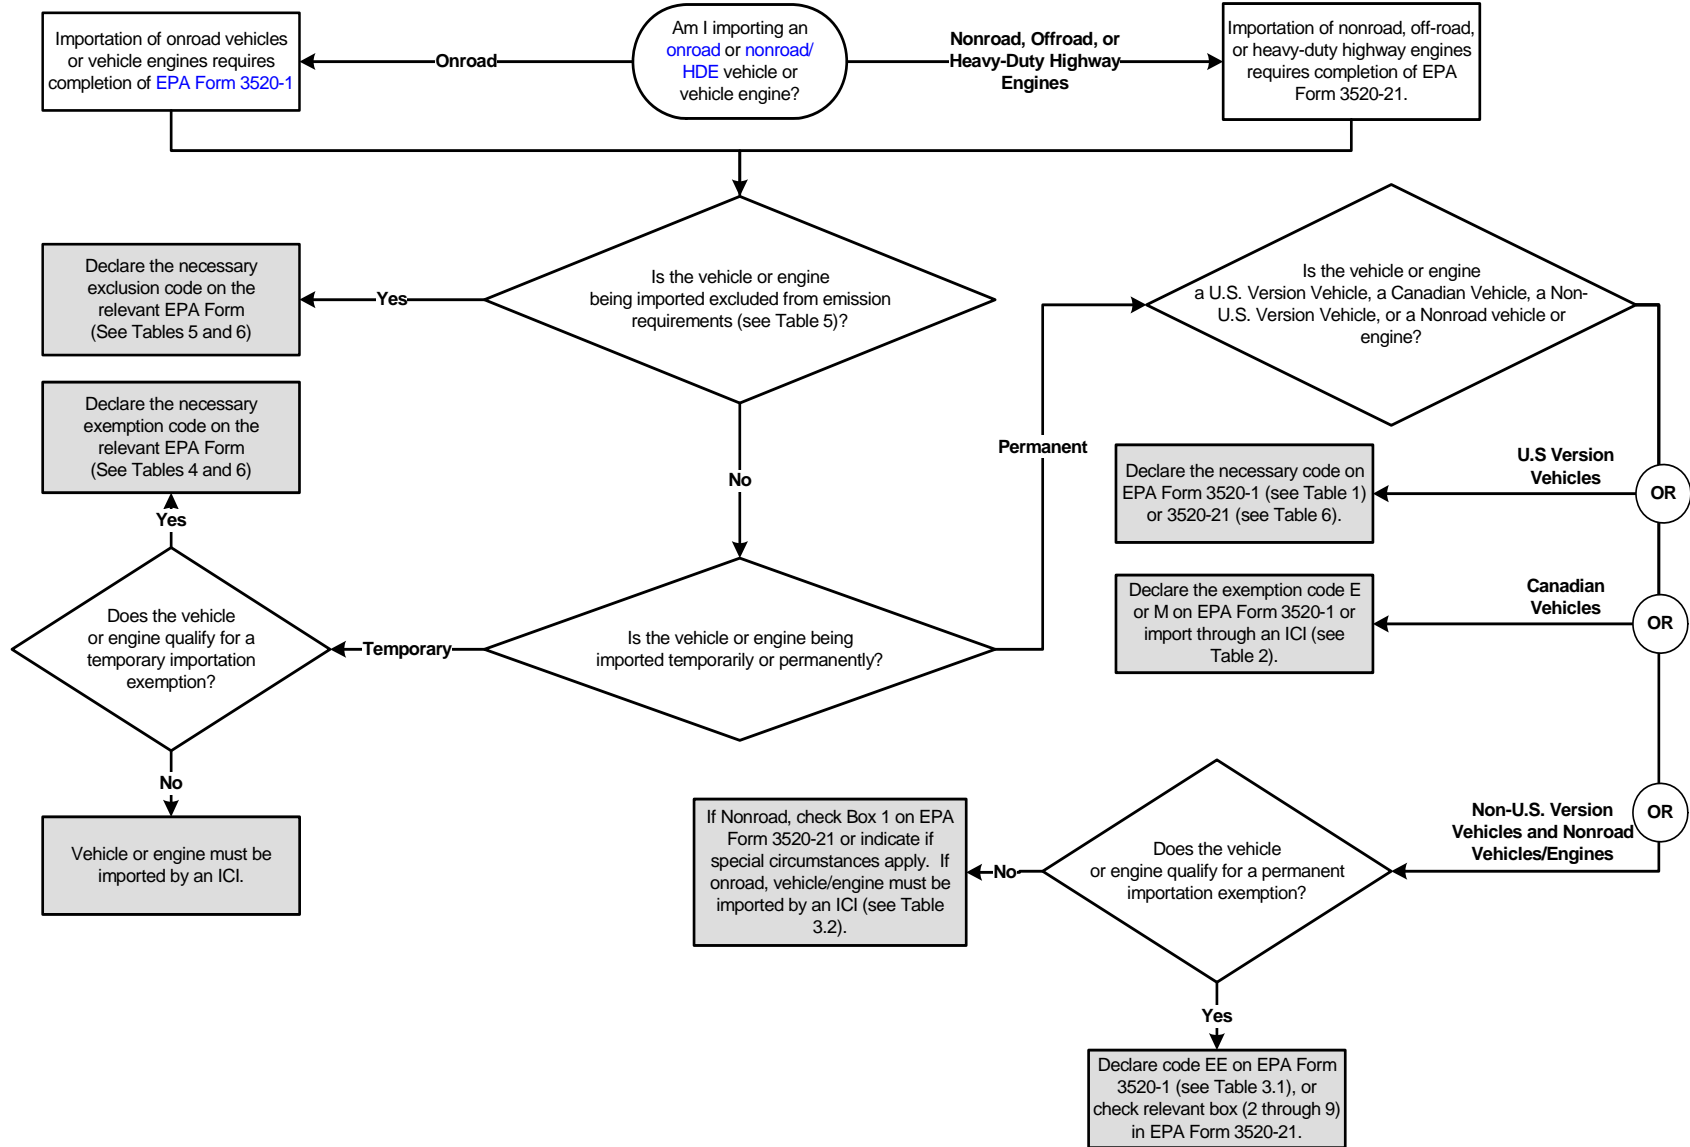 Importation of onroad vehicles
or vehicle engines requires
completion of EPA Form 3520-1
Onroad
Am I importing an
onroad or nonroad/
HDE vehicle or
vehicle engine?
Nonroad, Offroad, or
Heavy-Duty Highway
Engines
Importation of nonroad, off-road,
or heavy-duty highway engines
requires completion of EPA
Form 3520-21.
Declare the necessary
exclusion code on the
relevant EPA Form
(See Tables 5 and 6)
Yes
Is the vehicle or engine
being imported excluded from emission
requirements (see Table 5)?
Is the vehicle or engine
a U.S. Version Vehicle, a Canadian Vehicle, a Non-
U.S. Version Vehicle, or a Nonroad vehicle or
engine?
Declare the necessary
exemption code on the
relevant EPA Form
(See Tables 4 and 6)
No
Permanent
Declare the necessary code on
EPA Form 3520-1 (see Table 1)
or 3520-21 (see Table 6).
U.S Version
Vehicles
OR
Yes
Does the vehicle
or engine qualify for a
temporary importation
exemption?
Temporary
Is the vehicle or engine being
imported temporarily or permanently?
Declare the exemption code E
or M on EPA Form 3520-1 or
import through an ICI (see
Table 2).
Canadian
Vehicles
OR
No
Vehicle or engine must be
imported by an ICI.
If Nonroad, check Box 1 on EPA
Form 3520-21 or indicate if
special circumstances apply.  If
onroad, vehicle/engine must be
imported by an ICI (see Table
3.2).
No
Does the vehicle
or engine qualify for a permanent
importation exemption?
Non-U.S. Version
Vehicles and Nonroad
Vehicles/Engines
OR
Yes
Declare code EE on EPA Form
3520-1 (see Table 3.1), or
check relevant box (2 through 9)
in EPA Form 3520-21.